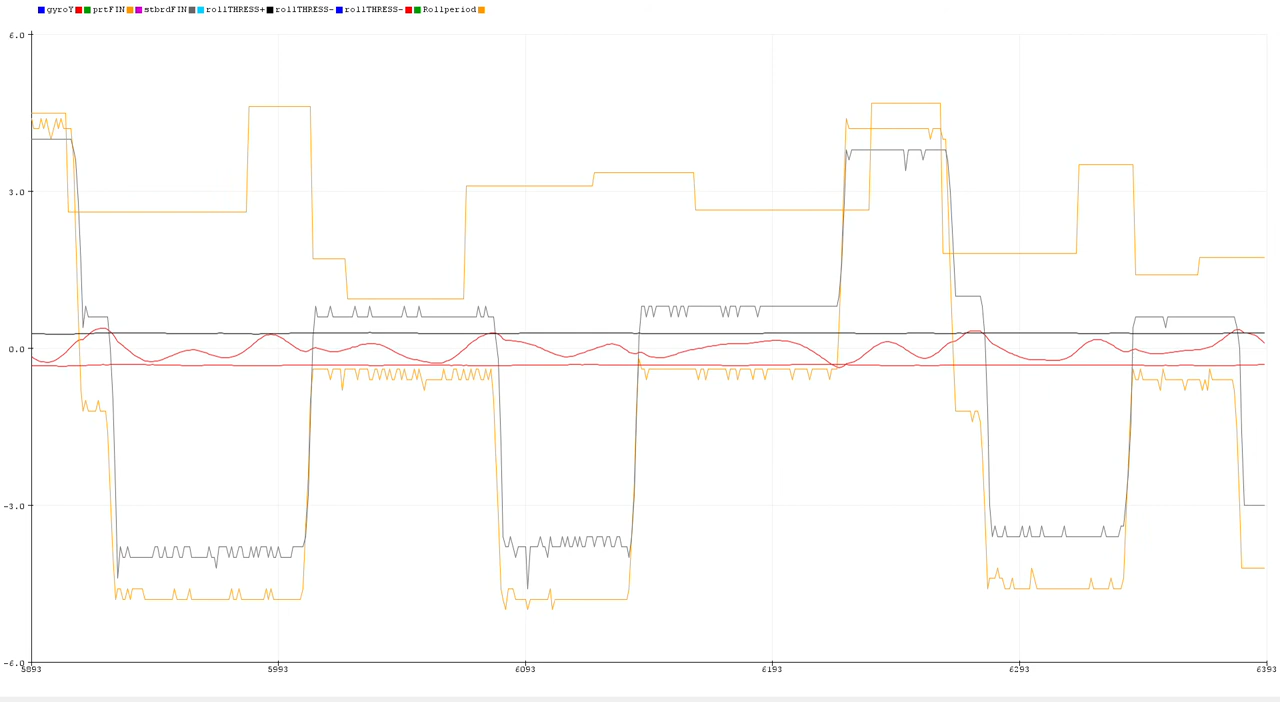 gyroY prtFIN stbrdFIN rollTHRESS+ rollTHRESS- rollTHRESS- Rollperiod
6.0
3.0
0.0
-3.0
-6.0
5893 5993 6093 6193 6293 6393